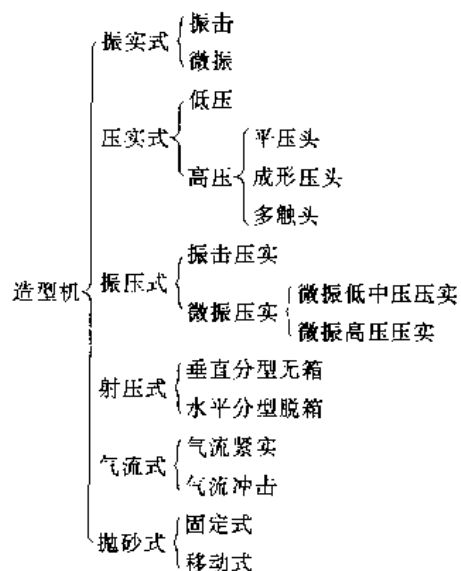 振实式
振击
微振
压实式
低压
高压
平压头
成形压头
多触头
造型机
振压式
振击压实
微振压实
微振低中压压实
微振高压压实
射压式
垂直分型无箱
水平分型脱箱
气流式
气流紧实
气流冲击
抛砂式
固定式
移动式